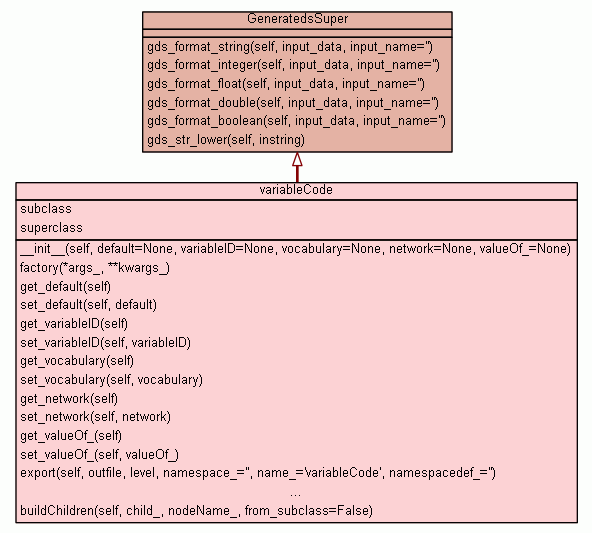 GeneratedsSuper
gds_format_string(self, input_data, input_name='')
gds_format_integer(self, input_data, input_name='')
gds_format_float(self, input_data, input_name='')
gds_format_double(self, input_data, input_name='')
gds_format_boolean(self, input_data, input_name='')
gds_str_lower(self, instring)
variableCode
subclass
superclass
__init__(self, default=None, variableID=None, vocabulary=None, network=None, valueOf_=None)
factory(*args_, **kwargs_)
get_default(self)
set_default(self, default)
get_variableID(self)
set_variableID(self, variableID)
get_vocabulary(self)
set_vocabulary(self, vocabulary)
get_network(self)
set_network(self, network)
get_valueOf_(self)
set_valueOf_(self, valueOf_)
export(self, outfile, level, namespace_='', name_='variableCode', namespacedef_='')
...
buildChildren(self, child_, nodeName_, from_subclass=False)